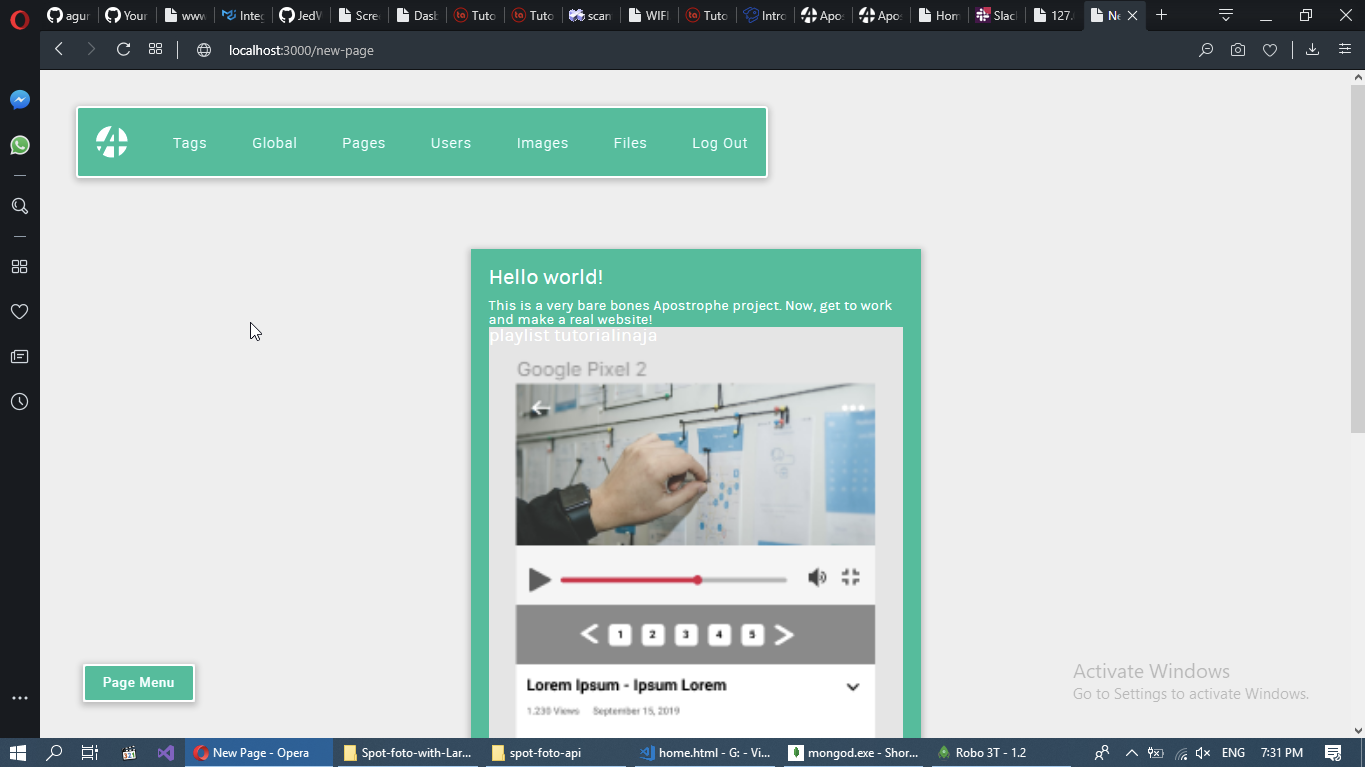 agur
Your
www
Inte
JedW
Scre
Dasb
Tuto
Tuto
scan
WIFI
Tuto
Intro
Apos
Apos
Hom
Slac
127.
Ne
localhost:3000/new-page
Tags
Global
Pages
Users
Images
Files
Log Out
Hello world!
This is a very bare bones Apostrophe project. Now, get to work
and make a real website!
playlist tutorialinaja
Google Pixel 2
1
2
3
4
5
Lorem Ipsum - Ipsum Lorem
1.230 Views
September 15, 2019
Page Menu
Activate Windows
Go to Settings to activate Windows.
New Page - Opera
Spot-foto-with-Lar...
spot-foto-api
home.html - G: - Vi...
mongod.exe - Shor...
Robo 3T - 1.2
ENG
7:31 PM